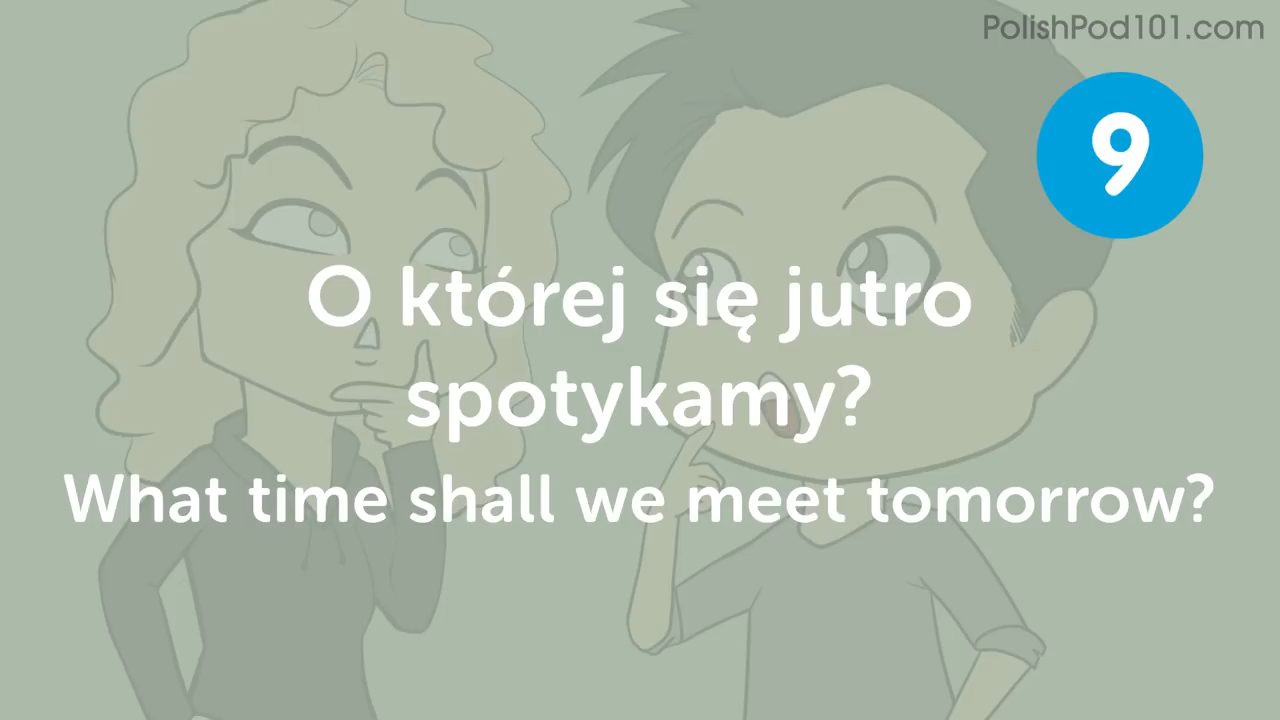 PolishPod101.com
9
O której się jutro
spotykamy?
What time shall we meet tomorrow?